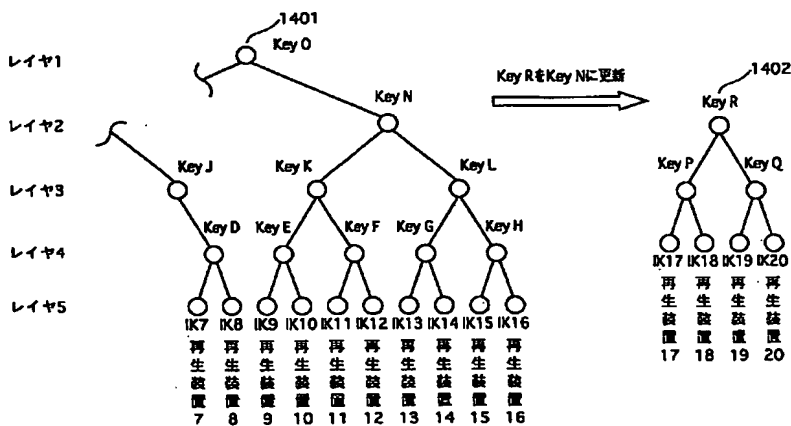 1401
Key O
レイヤ1
Key RをKey Nに更新
1402
Key N
Key R
レイヤ2
Key J
Key K
Key L
Key P
Key Q
レイヤ3
Key D
Key E
Key F
Key G
Key H
レイヤ4
IK17 IK18 IK19 IK20
レイヤ5
IK7 IK8 IK9 IK10 IK11 IK12 IK13 IK14 IK15 IK16
再生装置17
再生装置18
再生装置19
再生装置20
再生装置7
再生装置8
再生装置9
再生装置10
再生装置11
再生装置12
再生装置13
再生装置14
再生装置15
再生装置16